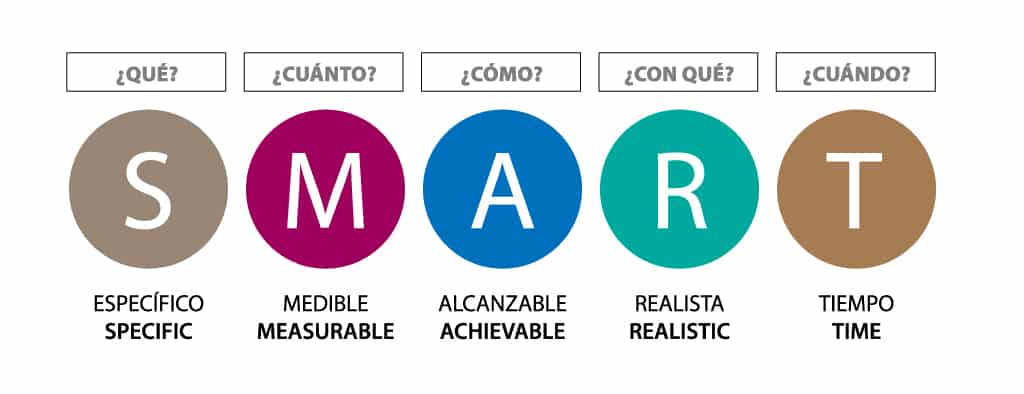 ¿QUÉ?
¿CUÁNTO?
¿CÓMO?
¿CON QUÉ?
¿CUÁNDO?
S
M
A
R
T
ESPECÍFICO
SPECIFIC
MEDIBLE
MEASURABLE
ALCANZABLE
ACHIEVABLE
REALISTA
REALISTIC
TIEMPO
TIME